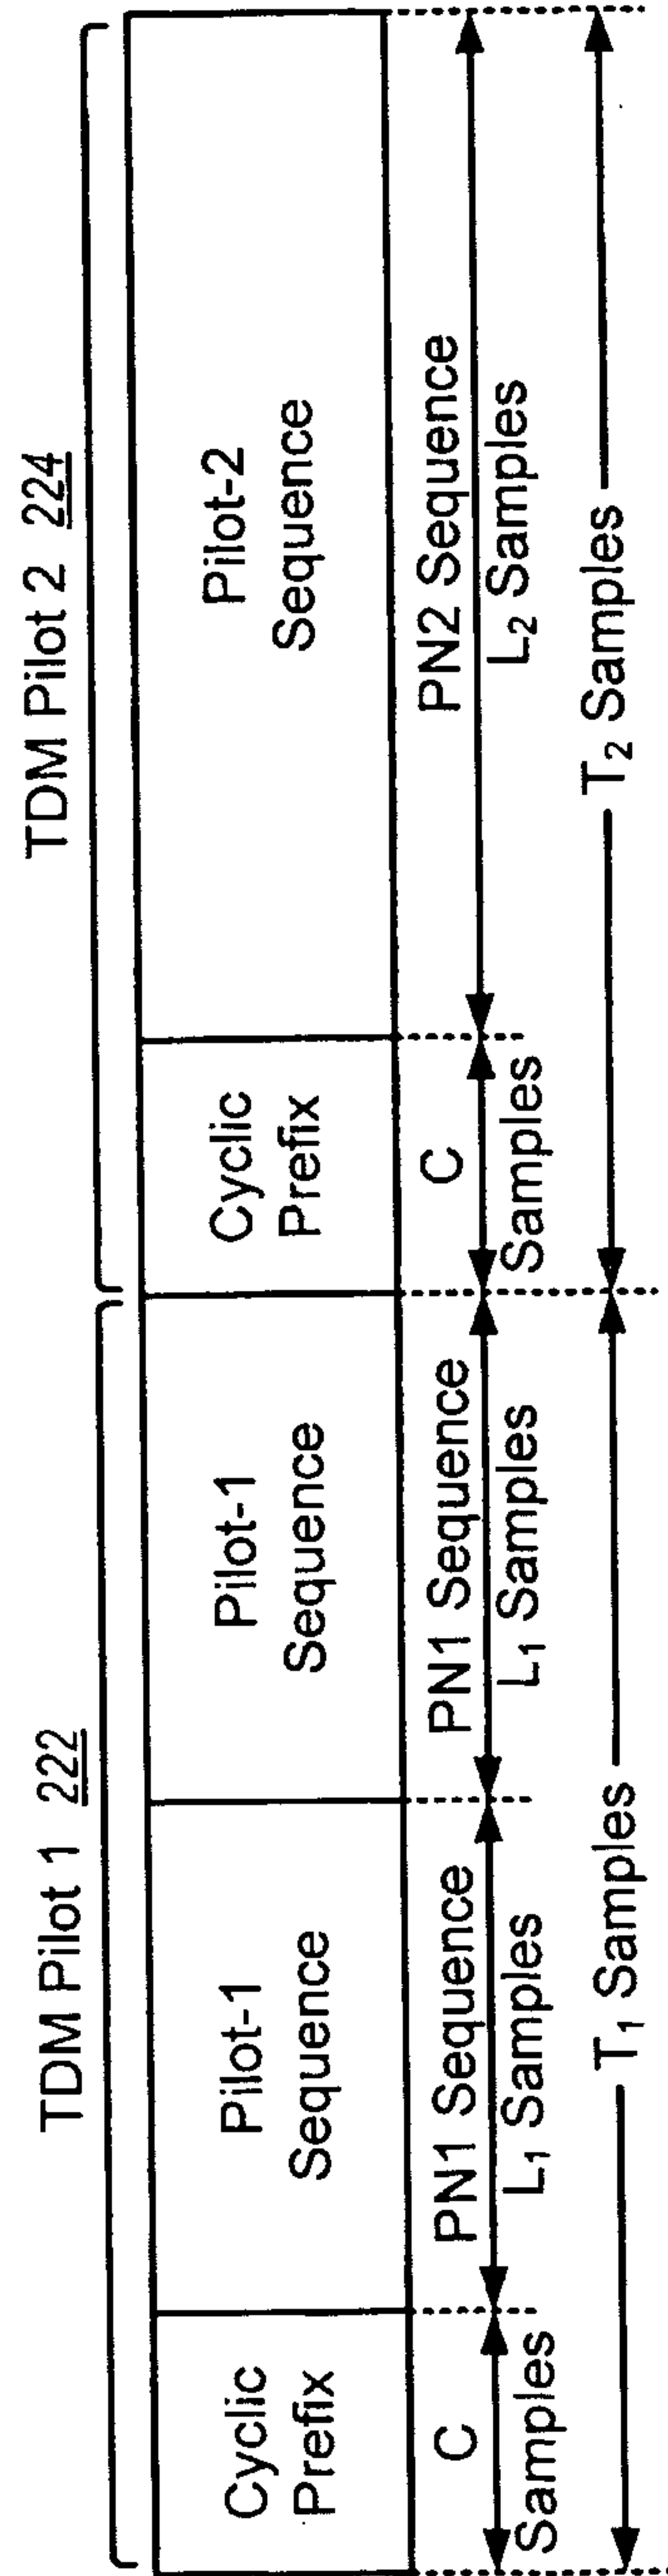 TDM Pilot 1 222
TDM Pilot 2 224
Cyclic
Prefix
Pilot-1
Sequence
Pilot-1
Sequence
Cyclic
Prefix
Pilot-2
Sequence
C
Samples
PN1 Sequence
L₁ Samples
PN1 Sequence
L₁ Samples
C
Samples
PN2 Sequence
L₂ Samples
T₁ Samples
T₂ Samples